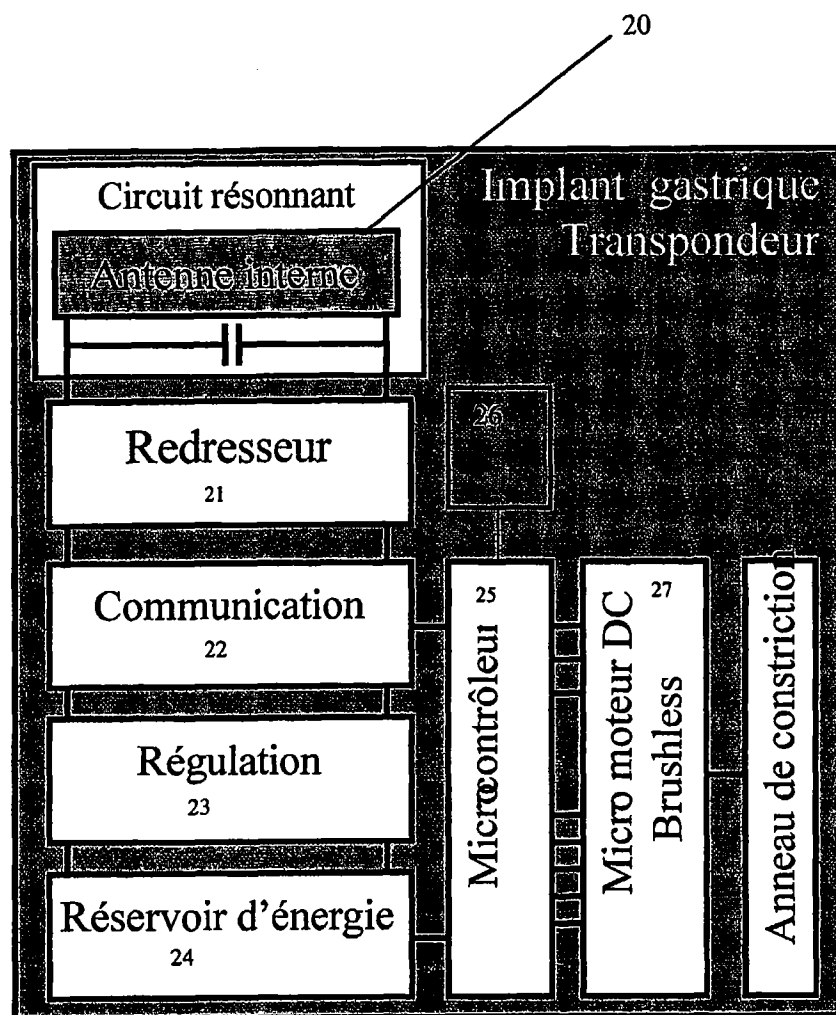 20
Circuit résonnant
Antenne interne
Implant gastrique
Transpondeur
Redresseur
21
26
Communication
22
Régulation
23
Réservoir d'énergie
24
25
Microcontrôleur
27
Micro moteur DC
Brushless
Anneau de constriction